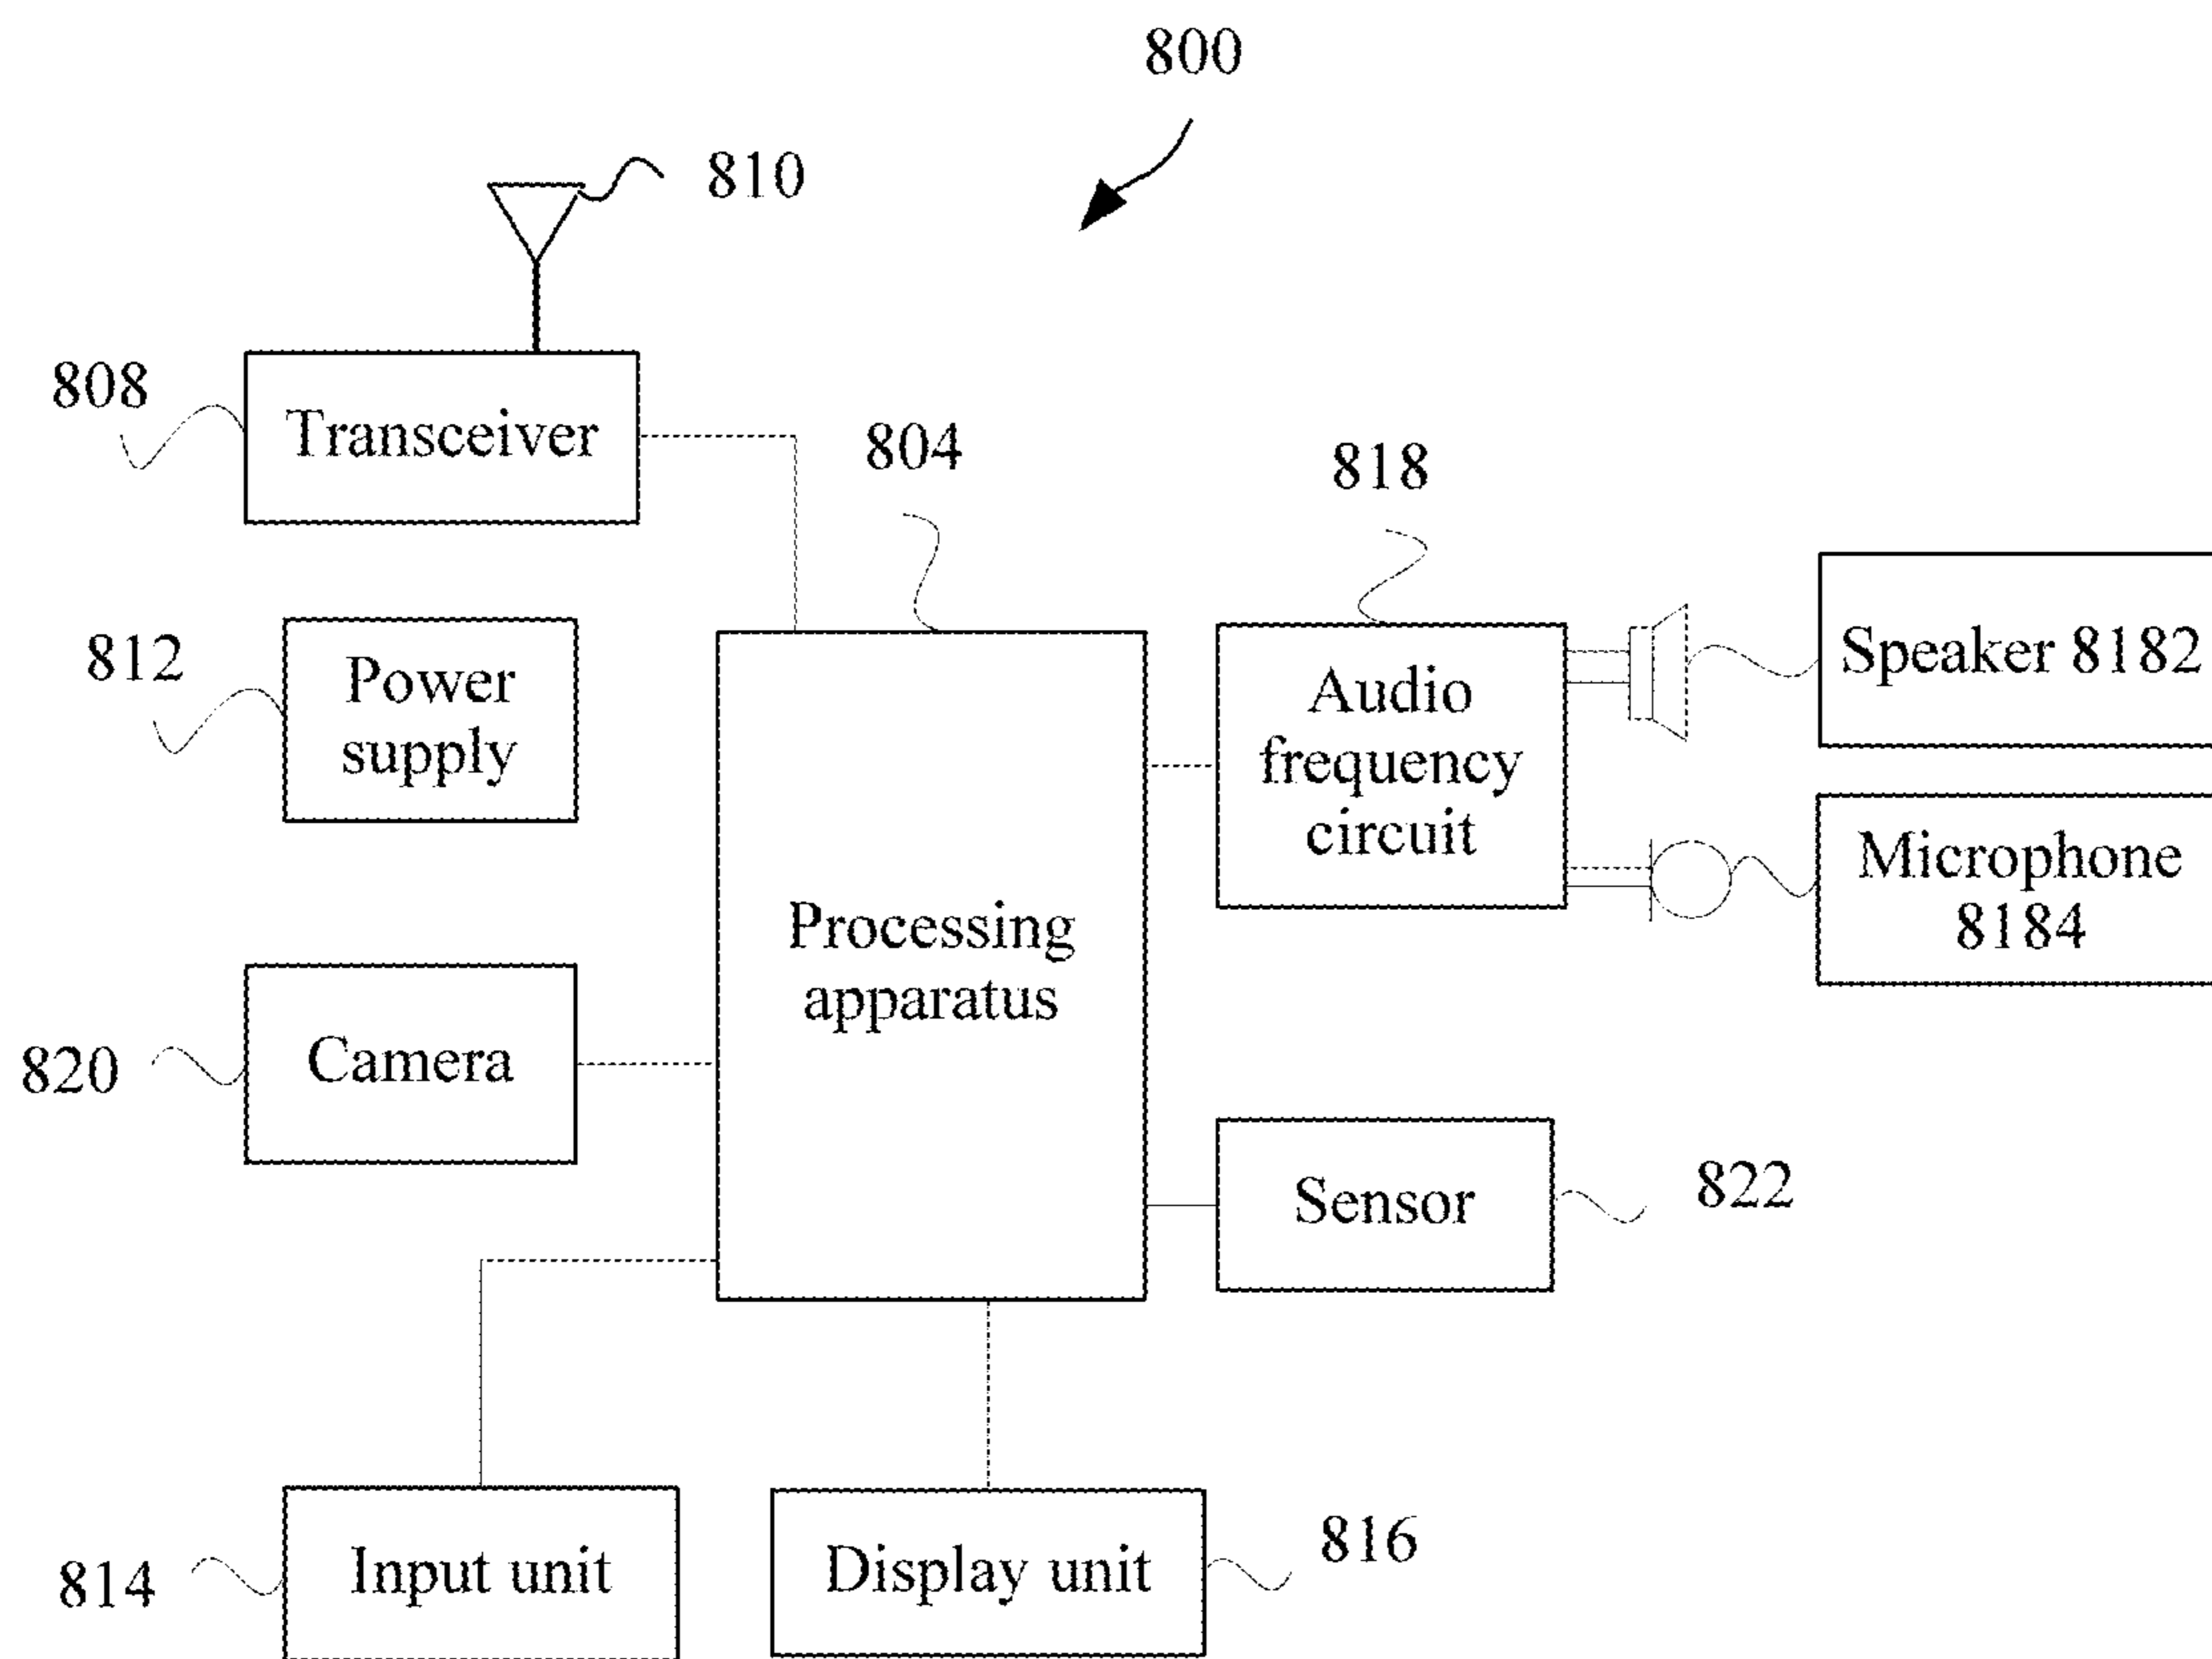 800
810
808
Transceiver
804
818
812
Power
supply
Audio
frequency
circuit
Speaker 8182
Microphone
8184
Processing
apparatus
820
Camera
Sensor
822
814
Input unit
Display unit
816